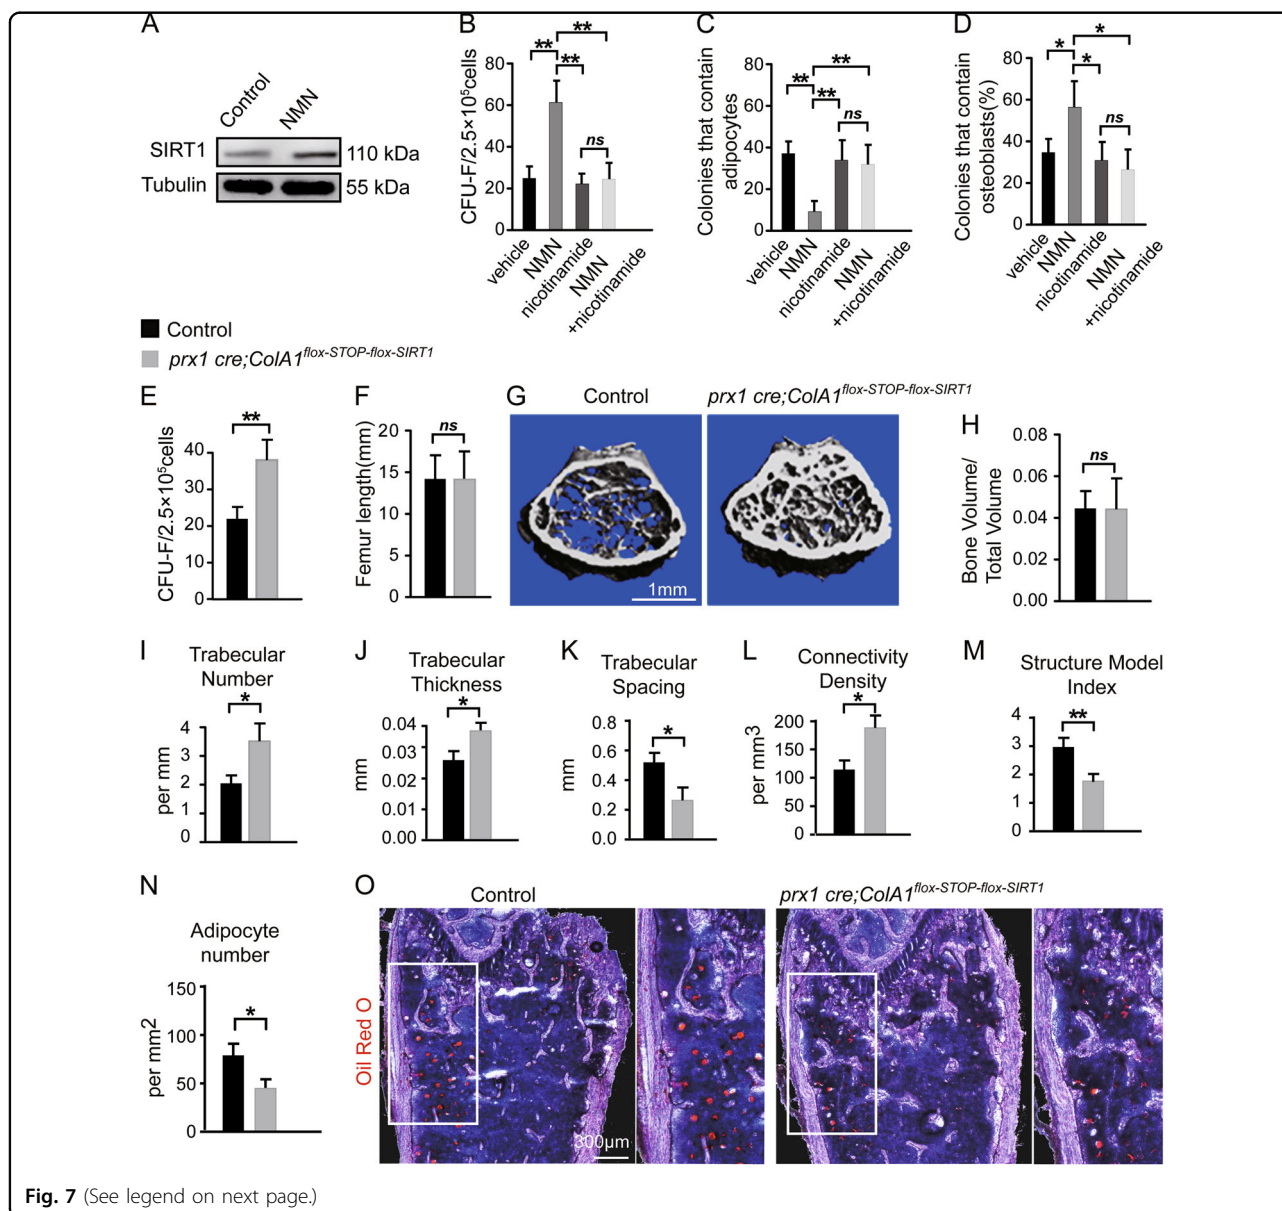 A
Control
NMN
SIRT1
110 kDa
Tubulin
55 kDa
B
CFU-F/2.5×10⁵cells
80
60
40
20
0
**
**
**
ns
vehicle
NMN
nicotinamide
NMN
+nicotinamide
C
Colonies that contain
adipocytes
80
60
40
20
0
**
**
**
ns
vehicle
NMN
nicotinamide
NMN
+nicotinamide
D
Colonies that contain
osteoblasts(%)
80
60
40
20
0
*
*
*
ns
vehicle
NMN
nicotinamide
NMN
+nicotinamide
Control
prx1 cre;ColA1flox-STOP-flox-SIRT1
E
CFU-F/2.5×10⁵cells
40
30
20
10
0
**
F
Femur length(mm)
20
15
10
5
0
ns
G
Control
prx1 cre;ColA1flox-STOP-flox-SIRT1
1mm
H
Bone Volume/
Total Volume
0.08
0.06
0.04
0.02
0.00
ns
I
Trabecular
Number
per mm
4
3
2
1
0
*
J
Trabecular
Thickness
mm
0.04
0.03
0.02
0.01
0.00
*
K
Trabecular
Spacing
mm
0.8
0.6
0.4
0.2
0.0
*
L
Connectivity
Density
per mm3
200
150
100
50
0
*
M
Structure Model
Index
4
3
2
1
0
**
N
Adipocyte
number
per mm2
150
100
50
0
*
O
Control
prx1 cre;ColA1flox-STOP-flox-SIRT1
Oil Red O
300μm
Fig. 7 (See legend on next page.)